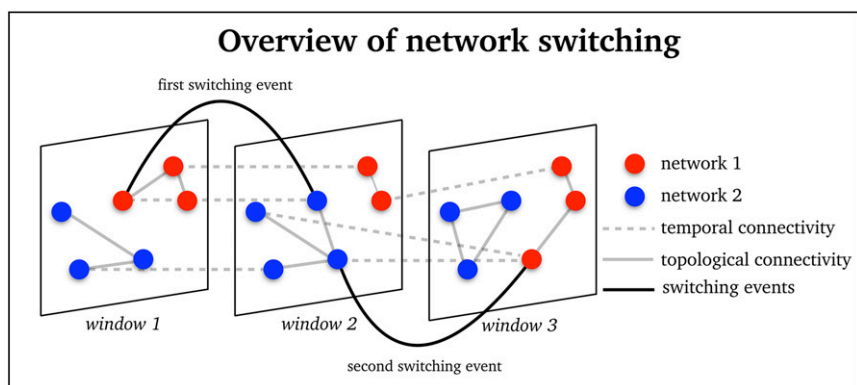 Overview of network switching
first switching event
network 1
network 2
temporal connectivity
topological connectivity
switching events
window 1
window 2
window 3
second switching event